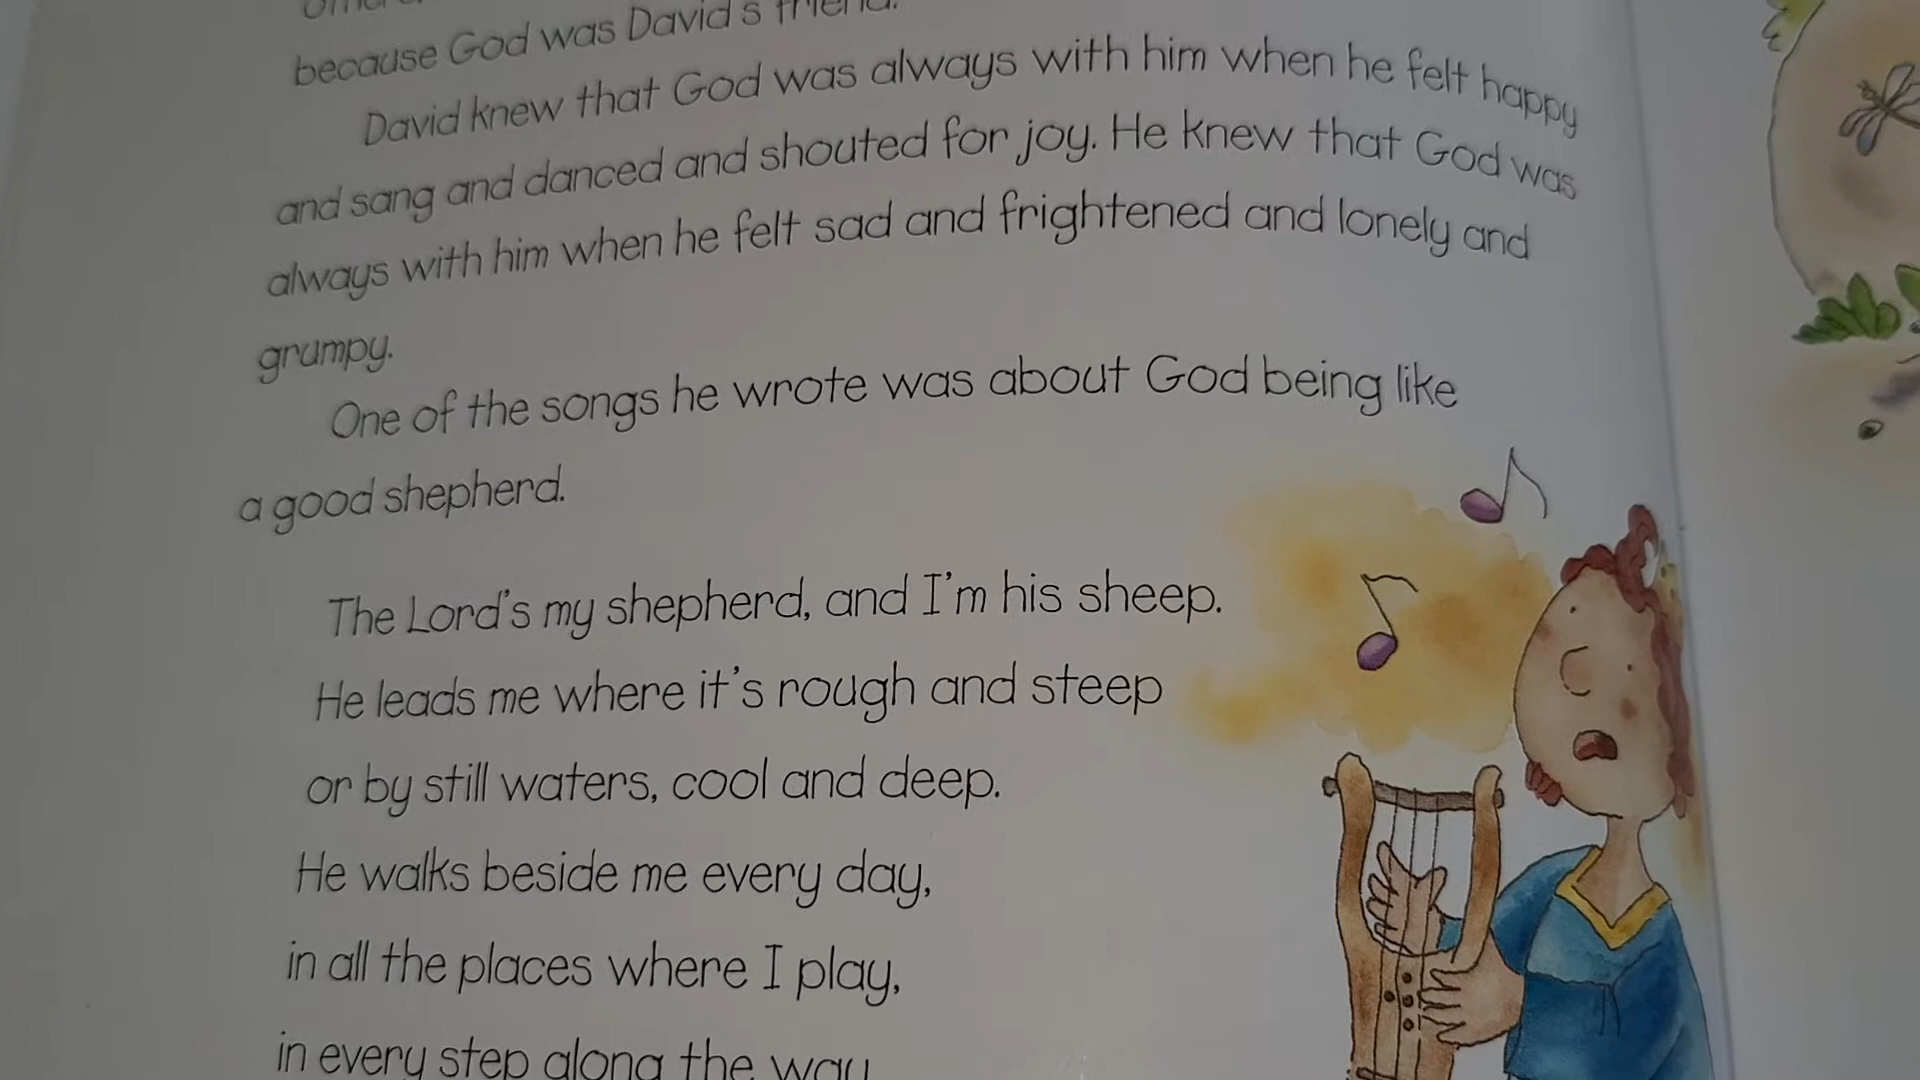 because God was David's friend.
David knew that God was always with him when he felt happy
and sang and danced and shouted for joy. He knew that God was
always with him when he felt sad and frightened and lonely and
grumpy.
One of the songs he wrote was about God being like
a good shepherd.
The Lord's my shepherd, and I'm his sheep.
He leads me where it's rough and steep
or by still waters, cool and deep.
He walks beside me every day,
in all the places where I play,
in every step along the way